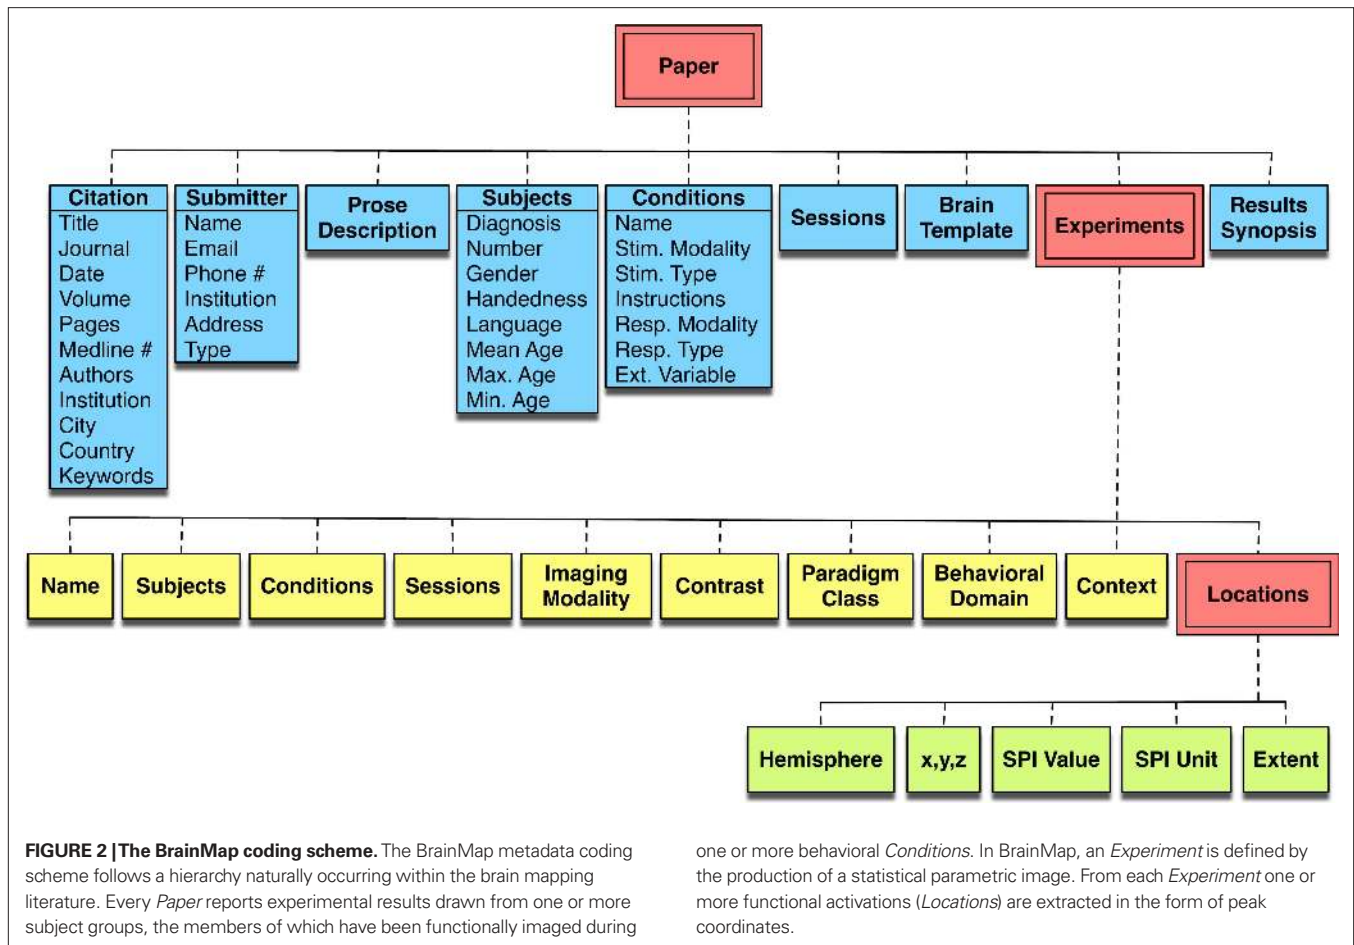 Paper
Citation
Title
Journal
Date
Volume
Pages
Medline #
Authors
Institution
City
Country
Keywords
Submitter
Name
Email
Phone #
Institution
Address
Type
Prose
Description
Subjects
Diagnosis
Number
Gender
Handedness
Language
Mean Age
Max. Age
Min. Age
Conditions
Name
Stim. Modality
Stim. Type
Instructions
Resp. Modality
Resp. Type
Ext. Variable
Sessions
Brain
Template
Experiments
Results
Synopsis
Name
Subjects
Conditions
Sessions
Imaging
Modality
Contrast
Paradigm
Class
Behavioral
Domain
Context
Locations
Hemisphere
x,y,z
SPI Value
SPI Unit
Extent
FIGURE 2 | The BrainMap coding scheme. The BrainMap metadata coding
scheme follows a hierarchy naturally occurring within the brain mapping
literature. Every Paper reports experimental results drawn from one or more
subject groups, the members of which have been functionally imaged during
one or more behavioral Conditions. In BrainMap, an Experiment is defined by
the production of a statistical parametric image. From each Experiment one or
more functional activations (Locations) are extracted in the form of peak
coordinates.